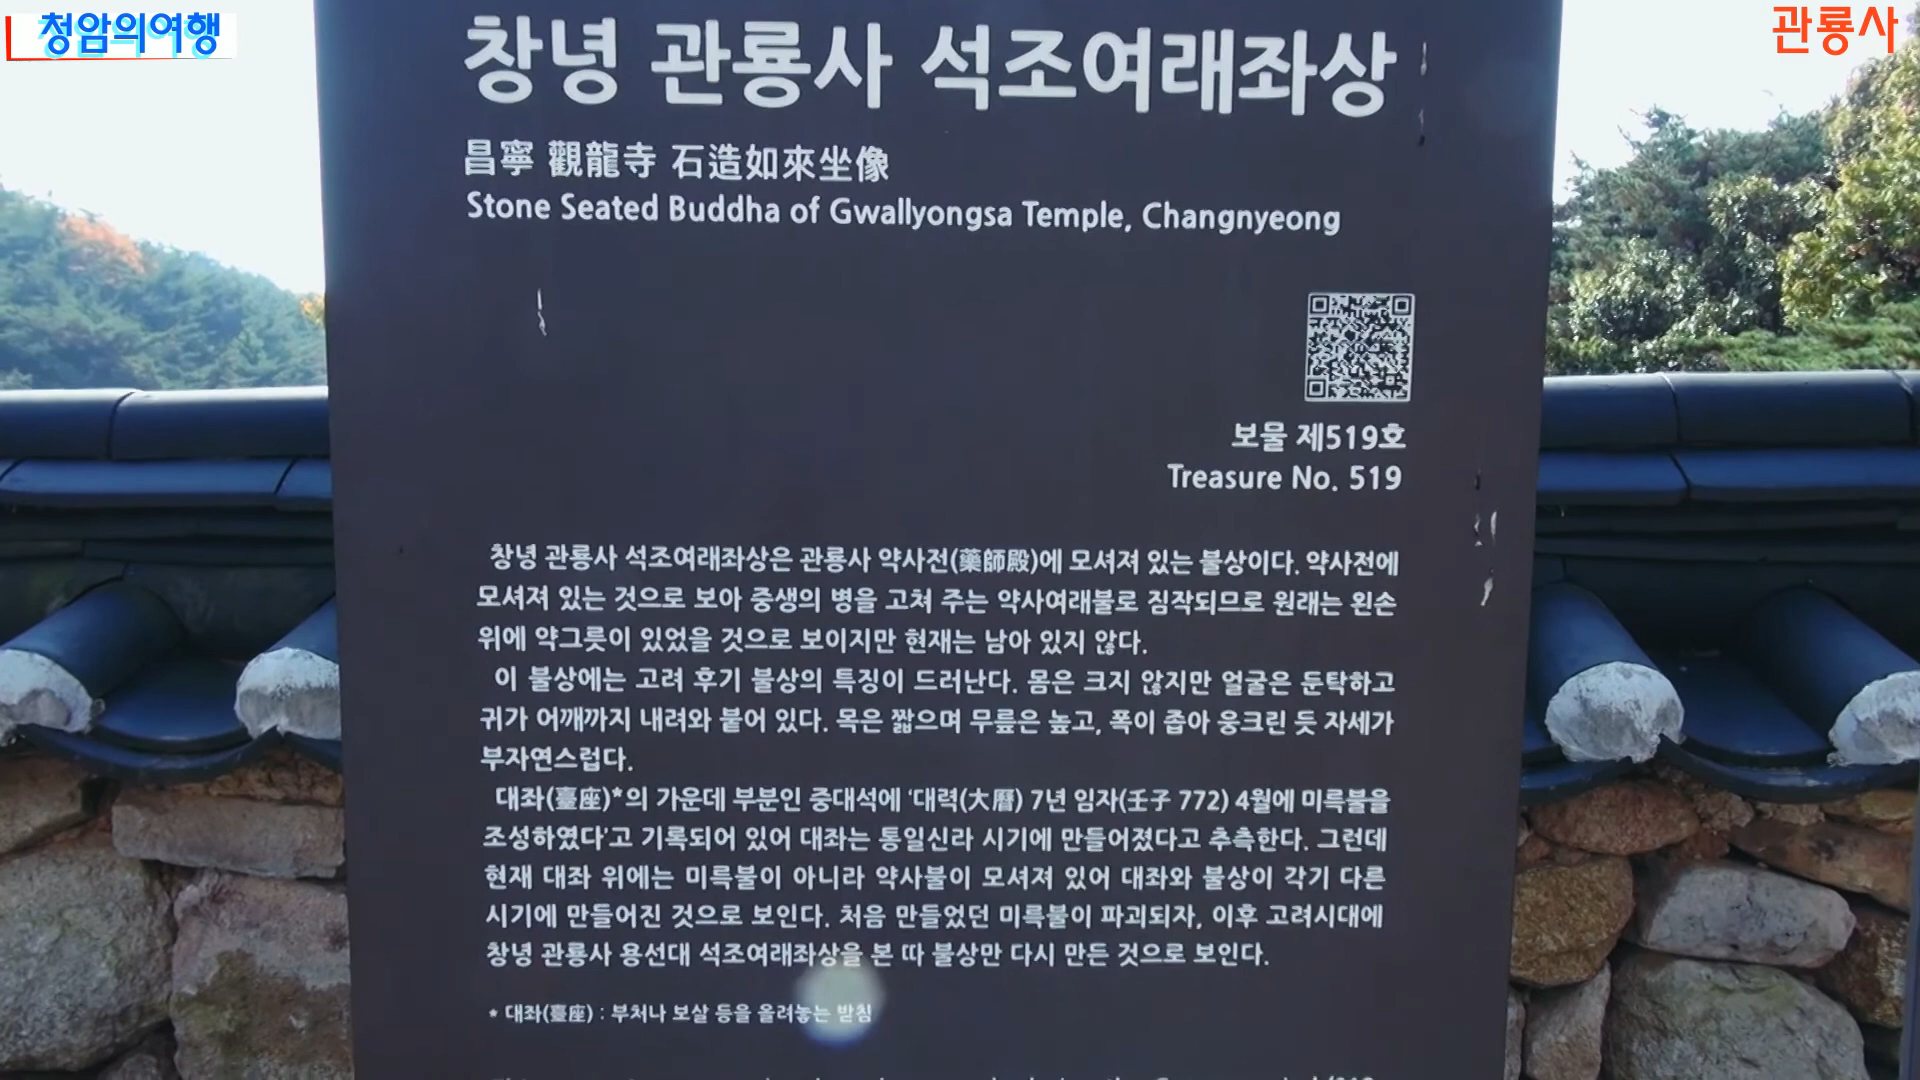 청암의여행
관룡사
창녕 관룡사 석조여래좌상
昌寧 觀龍寺 石造如來坐像
Stone Seated Buddha of Gwallyongsa Temple, Changnyeong
보물 제519호
Treasure No. 519
창녕 관룡사 석조여래좌상은 관룡사 약사전(藥師殿)에 모셔져 있는 불상이다. 약사전에
모셔져 있는 것으로 보아 중생의 병을 고쳐 주는 약사여래불로 짐작되므로 원래는 왼손
위에 약그릇이 있었을 것으로 보이지만 현재는 남아 있지 않다.
이 불상에는 고려 후기 불상의 특징이 드러난다. 몸은 크지 않지만 얼굴은 둔탁하고
귀가 어깨까지 내려와 붙어 있다. 목은 짧으며 무릎은 높고, 폭이 좁아 웅크린 듯 자세가
부자연스럽다.
대좌(臺座)*의 가운데 부분인 중대석에 '대력(大曆) 7년 임자(壬子 772) 4월에 미륵불을
조성하였다'고 기록되어 있어 대좌는 통일신라 시기에 만들어졌다고 추측한다. 그런데
현재 대좌 위에는 미륵불이 아니라 약사불이 모셔져 있어 대좌와 불상이 각기 다른
시기에 만들어진 것으로 보인다. 처음 만들었던 미륵불이 파괴되자, 이후 고려시대에
창녕 관룡사 용선대 석조여래좌상을 본 따 불상만 다시 만든 것으로 보인다.
* 대좌(臺座) : 부처나 보살 등을 올려놓는 받침